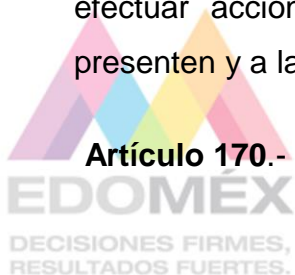 efectuar accion
presenten y a la
Artículo 170.-
EDOMÉX
DECISIONES FIRMES,
RESULTADOS FUERTES.